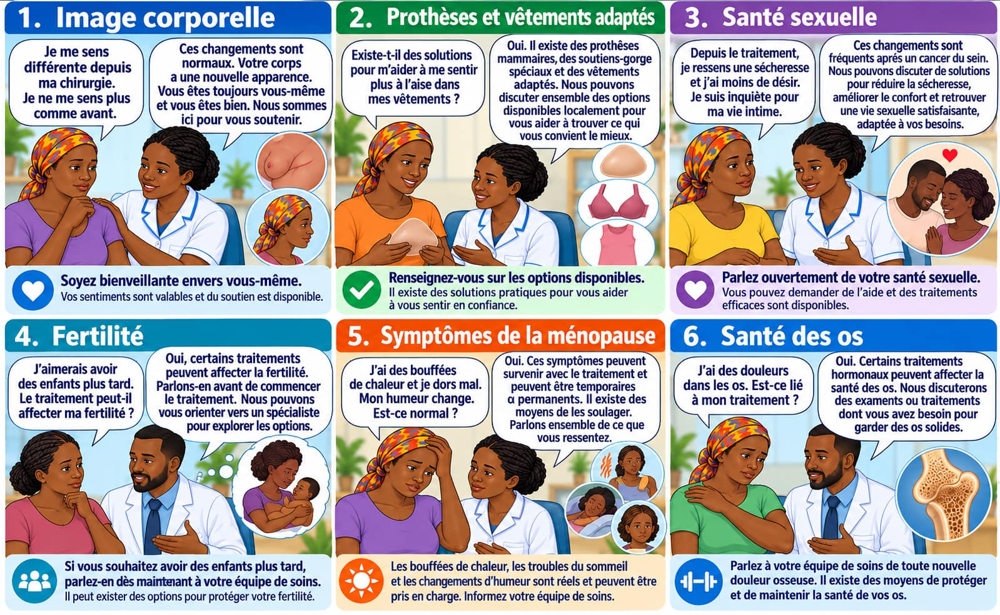 1. Image corporelle
Je me sens
différente depuis
ma chirurgie.
Je ne me sens plus
comme avant.
Ces changements sont
normaux. Votre corps
a une nouvelle apparence.
Vous êtes toujours vous-même
et vous êtes bien. Nous sommes
ici pour vous soutenir.
Soyez bienveillante envers vous-même.
Vos sentiments sont valables et du soutien est disponible.
2. Prothèses et vêtements adaptés
Existe-t-il des solutions
pour m'aider à me sentir
plus à l'aise dans
mes vêtements ?
Oui. Il existe des prothèses
mammaires, des soutiens-gorge
spéciaux et des vêtements
adaptés. Nous pouvons
discuter ensemble des options
disponibles localement pour
vous aider à trouver ce qui
vous convient le mieux.
Renseignez-vous sur les options disponibles.
Il existe des solutions pratiques pour vous aider
à vous sentir en confiance.
3. Santé sexuelle
Depuis le traitement,
je ressens une sécheresse
et j'ai moins de désir.
Je suis inquiète pour
ma vie intime.
Ces changements sont
fréquents aprés un cancer du sein.
Nous pouvons discuter de solutions
pour réduire la sécheresse,
améliorer le confort et retrouver
une vie sexuelle satisfaisante,
adaptée à vos besoins.
Parlez ouvertement de votre santé sexuelle.
Vous pouvez demander de l'aide et des traitements
efficaces sont disponibles.
4. Fertilité
J'aimerais avoir
des enfants plus tard.
Le traitement peut-il
affecter ma fertilité ?
Oui, certains traitements
peuvent affecter la fertilité.
Parlons-en avant de commencer
le traitement. Nous pouvons
vous orienter vers un spécialiste
pour explorer les options.
Si vous souhaitez avoir des enfants plus tard,
parlez-en dès maintenant à votre équipe de soins.
Il peut exister des options pour protéger votre fertilité.
5. Symptômes de la ménopause
J'ai des bouffées
de chaleur et je dors mal.
Mon humeur change.
Est-ce normal ?
Oui. Ces symptômes peuvent
survenir avec le traitement et
peuvent être temporaires
α permanents. Il existe des
moyens de les soulager.
Parlons ensemble de ce que
vous ressentez.
Les bouffées de chaleur, les troubles du sommeil
et les changements d'humeur sont réels et peuvent être
pris en charge. Informez votre équipe de soins.
6. Santé des os
J'ai des douleurs
dans les os. Est-ce lié
à mon traitement ?
Oui. Certains traitements
hormonaux peuvent affecter la
santé des os. Nous discuterons
des examents ou traitements
dont vous avez besoin pour
garder des os solides.
Parlez à votre équipe de soins de toute nouvelle
douleur osseuse. Il existe des moyens de protéger
et de maintenir la santé de vos os.